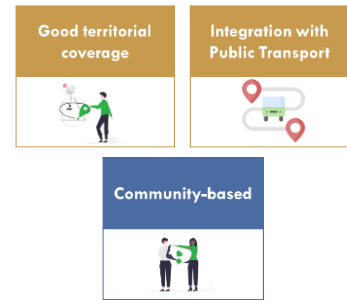 Good territorial
coverage
Integration with
Public Transport
Community-based